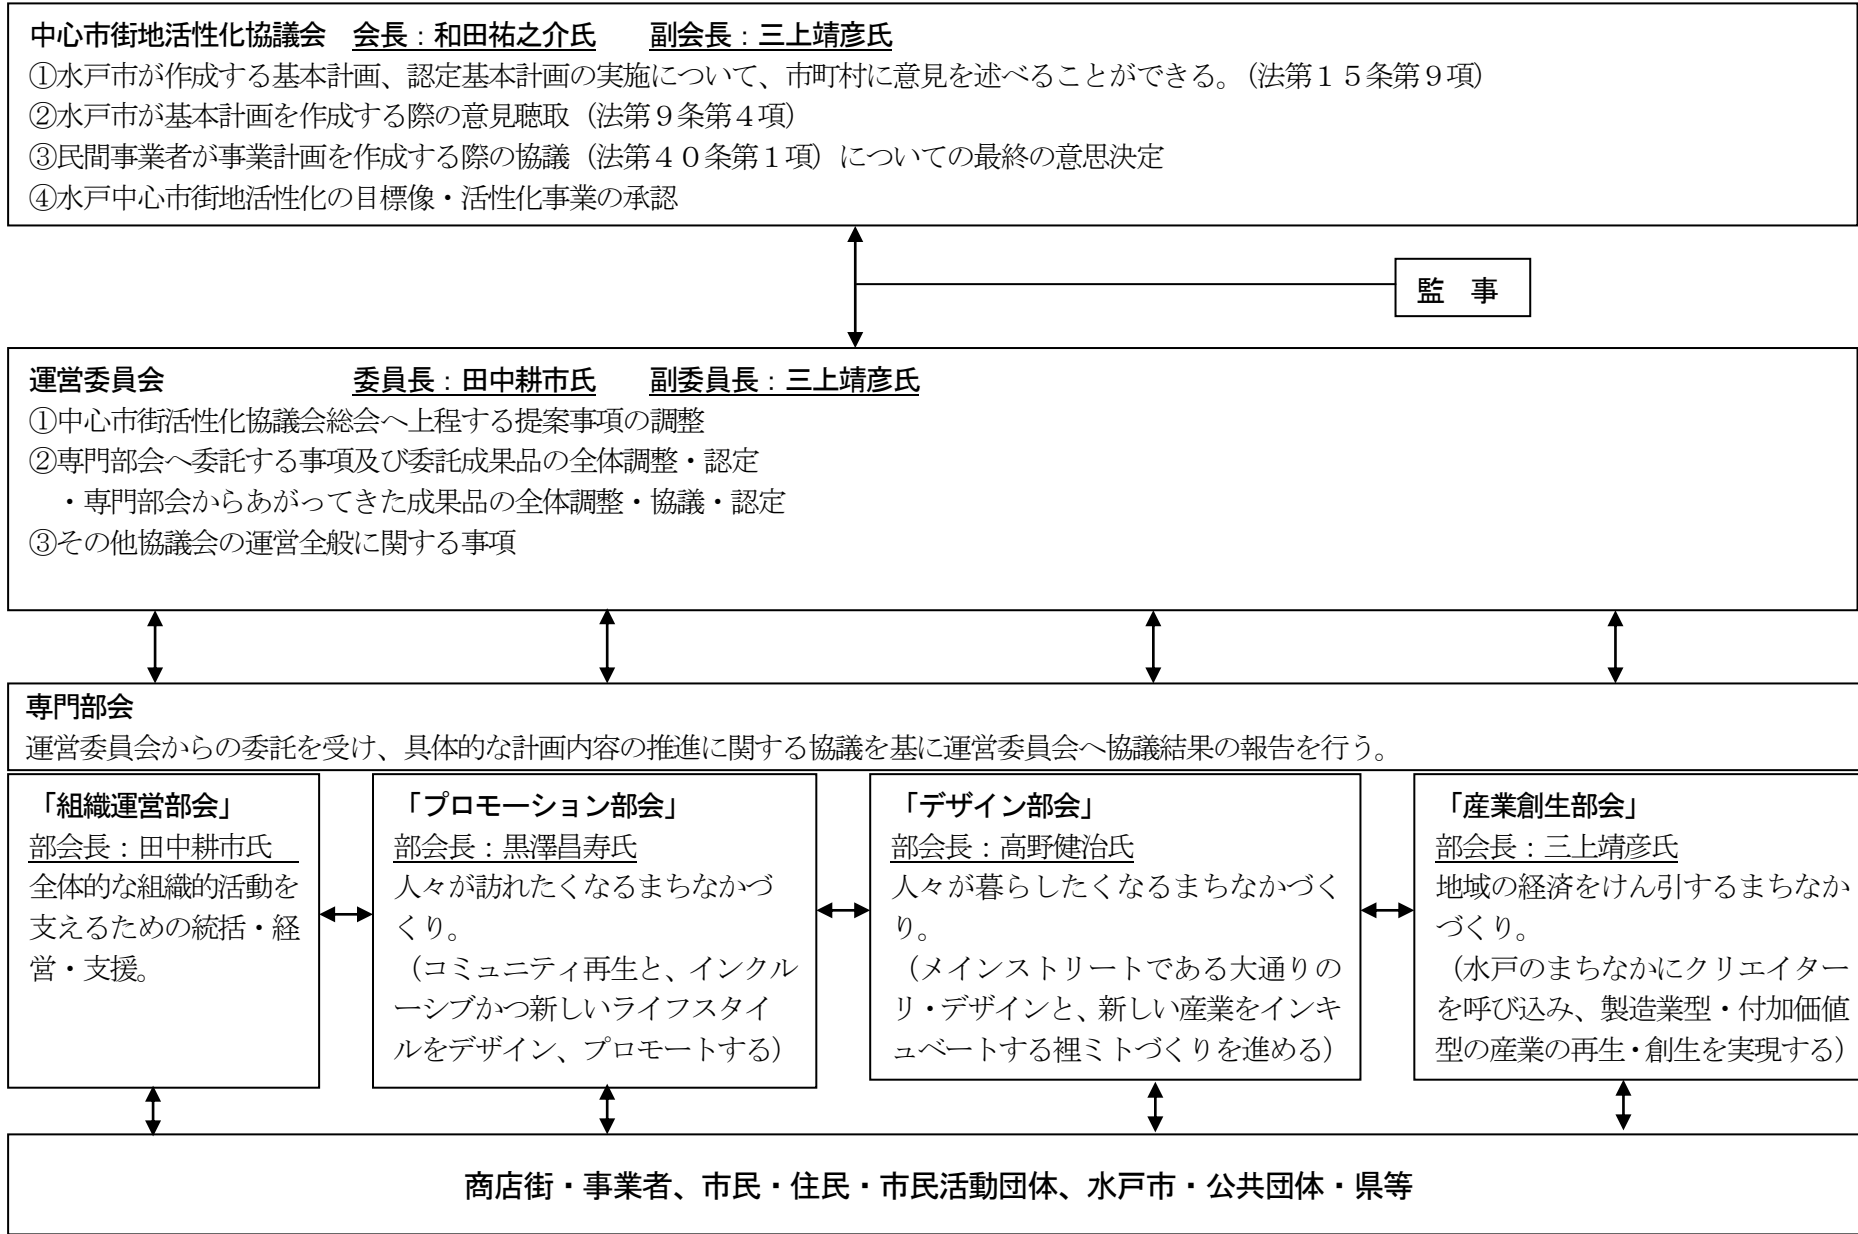 中心市街地活性化協議会　会長：和田祐之介氏　　副会長：三上靖彦氏
①水戸市が作成する基本計画、認定基本計画の実施について、市町村に意見を述べることができる。（法第１５条第９項）
②水戸市が基本計画を作成する際の意見聴取（法第９条第４項）
③民間事業者が事業計画を作成する際の協議（法第４０条第１項）についての最終の意思決定
④水戸中心市街地活性化の目標像・活性化事業の承認
監　事
運営委員会　　　　　　　委員長：田中耕市氏　　副委員長：三上靖彦氏
①中心市街活性化協議会総会へ上程する提案事項の調整
②専門部会へ委託する事項及び委託成果品の全体調整・認定
・専門部会からあがってきた成果品の全体調整・協議・認定
③その他協議会の運営全般に関する事項
専門部会
運営委員会からの委託を受け、具体的な計画内容の推進に関する協議を基に運営委員会へ協議結果の報告を行う。
「組織運営部会」
部会長：田中耕市氏
全体的な組織的活動を
支えるための統括・経
営・支援。
「プロモーション部会」
部会長：黒澤昌寿氏
人々が訪れたくなるまちなかづ
くり。
（コミュニティ再生と、インクル
ーシブかつ新しいライフスタイ
ルをデザイン、プロモートする）
「デザイン部会」
部会長：高野健治氏
人々が暮らしたくなるまちなかづく
り。
（メインストリートである大通りの
リ・デザインと、新しい産業をインキ
ュベートする裡ミトづくりを進める）
「産業創生部会」
部会長：三上靖彦氏
地域の経済をけん引するまちなか
づくり。
（水戸のまちなかにクリエイター
を呼び込み、製造業型・付加価値
型の産業の再生・創生を実現する）
商店街・事業者、市民・住民・市民活動団体、水戸市・公共団体・県等